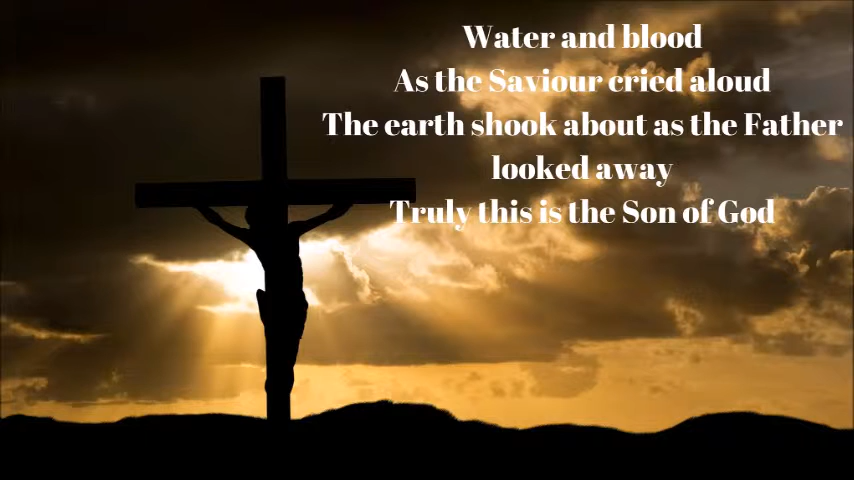 Water and blood
As the Saviour cried aloud
The earth shook about as the Father
looked away
Truly this is the Son of God